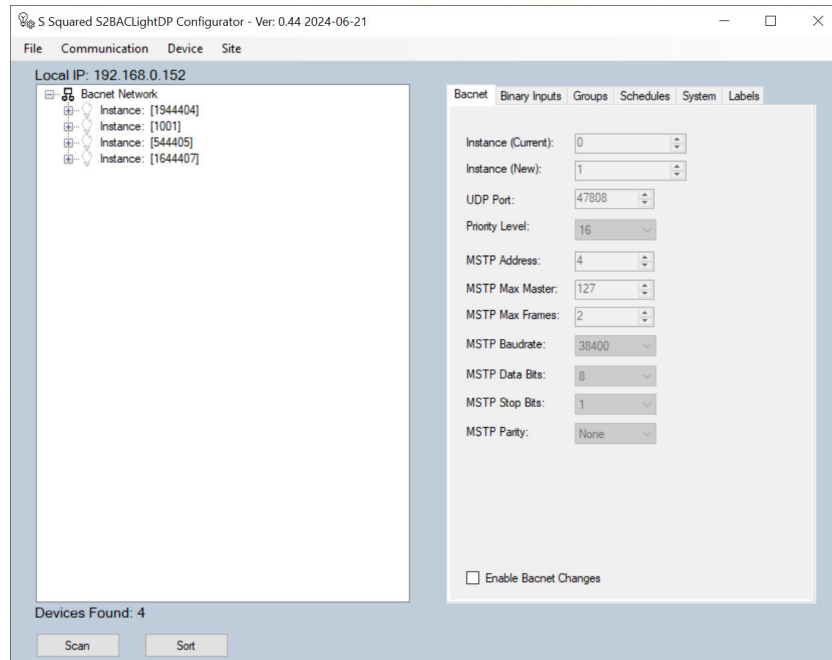 S Squared S2BACLightDP Configurator - Ver: 0.44 2024-06-21
File Communication Device Site
Local IP: 192.168.0.152
Bacnet Network
Instance: [1944404]
Instance: [1001]
Instance: [544405]
Instance: [1644407]
Devices Found: 4
Scan Sort
Bacnet Binary Inputs Groups Schedules System Labels
Instance (Current): 0
Instance (New): 1
UDP Port: 47808
Priority Level: 16
MSTP Address: 4
MSTP Max Master: 127
MSTP Max Frames: 2
MSTP Baudrate: 38400
MSTP Data Bits: 8
MSTP Stop Bits: 1
MSTP Parity: None
Enable Bacnet Changes